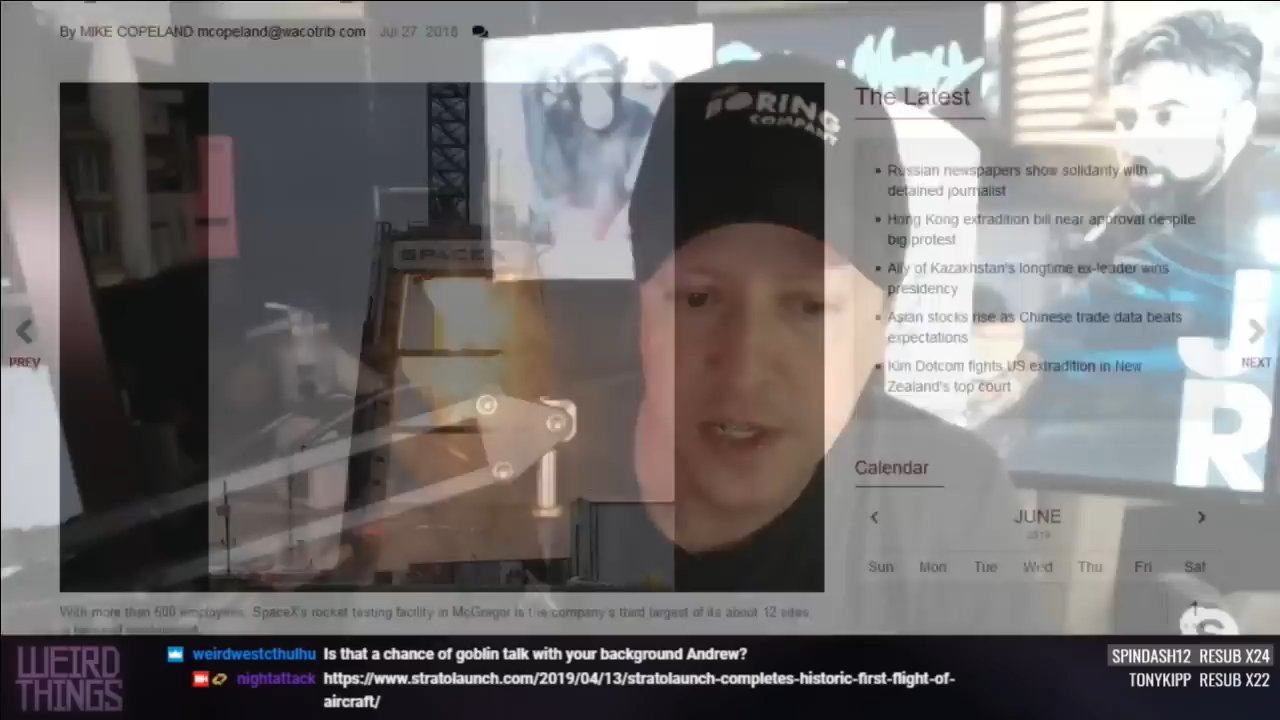 By MIKE COPELAND mcopeland@wacotrib.com Jul 27, 2018
BORING
COMPANY
The Latest
Russian newspapers show solidarity with
detained journalist
Hong Kong extradition bill near approval despite
big protest
Ally of Kazakhstan's longtime ex-leader wins
presidency
Asian stocks rise as Chinese trade data beats
expectations
Kim Dotcom fights US extradition in New
Zealand's top court
SPACEX
PREV
NEXT
J
R
Calendar
JUNE
2019
Sun Mon Tue Wed Thu Fri Sat
1
With more than 600 employees, SpaceX's rocket testing facility in McGregor is the company's third largest of its about 12 sites
WEIRD
THINGS
weirdwestcthulhu Is that a chance of goblin talk with your background Andrew?
nightattack https://www.stratolaunch.com/2019/04/13/stratolaunch-completes-historic-first-flight-of-
aircraft/
SPINDASH12 RESUB X24
TONYKIPP RESUB X22